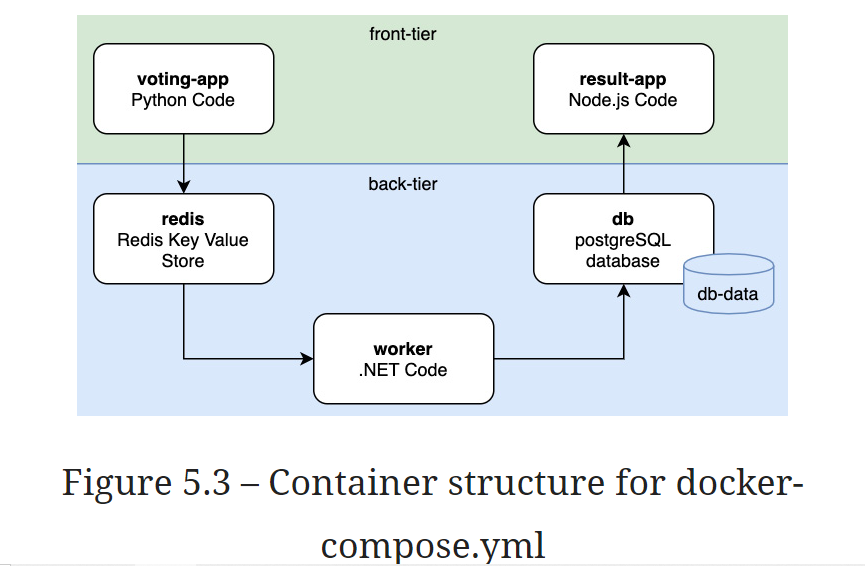 front-tier
voting-app
Python Code
result-app
Node.js Code
back-tier
redis
Redis Key Value
Store
db
postgreSQL
database
db-data
worker
.NET Code
Figure 5.3 – Container structure for docker-
compose.yml